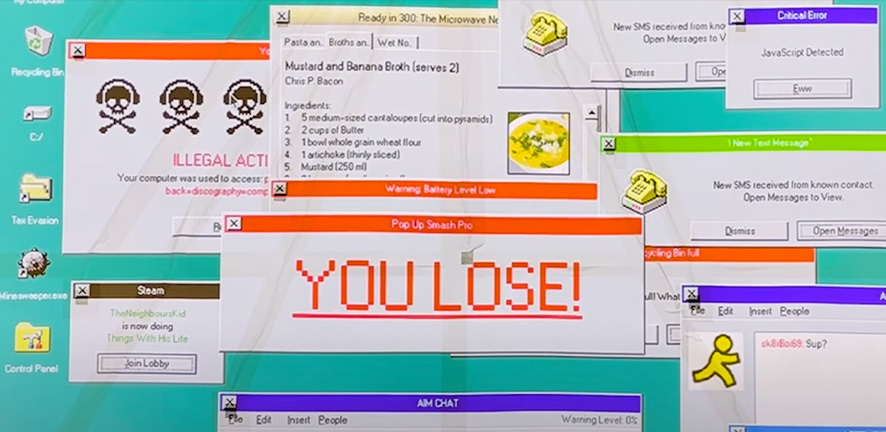 My Computer
Recycling Bin
C:/
Tax Evasion
Minesweeper.exe
Control Panel
ILLEGAL ACTI
Your computer was used to access:
back+discography+comp
Ready in 300: The Microwave Ne
Pasta an..
Broths an..
Wet No..
Mustard and Banana Broth (serves 2)
Chris P. Bacon
Ingredients:
1. 5 medium-sized cantaloupes (cut into pyramids)
2. 2 cups of Butter
3. 1 bowl whole grain wheat flour
4. 1 artichoke (thinly sliced)
5. Mustard (250 ml)
New SMS received from kno
Open Messages to V
Dismiss
Ope
Critical Error
JavaScript Detected
Eww
1 New Text Message*
New SMS received from known contact.
Open Messages to View.
Dismiss
Open Messages
Warning: Battery Level Low
Pop Up Smash Pro
YOU LOSE!
cycling Bin full
ull! What
Steam
TheNeighboursKid
is now doing
Things With His Life
Join Lobby
File Edit Insert People
sk8rBoi69: Sup?
AIM CHAT
File Edit Insert People
Warning Level: 0%